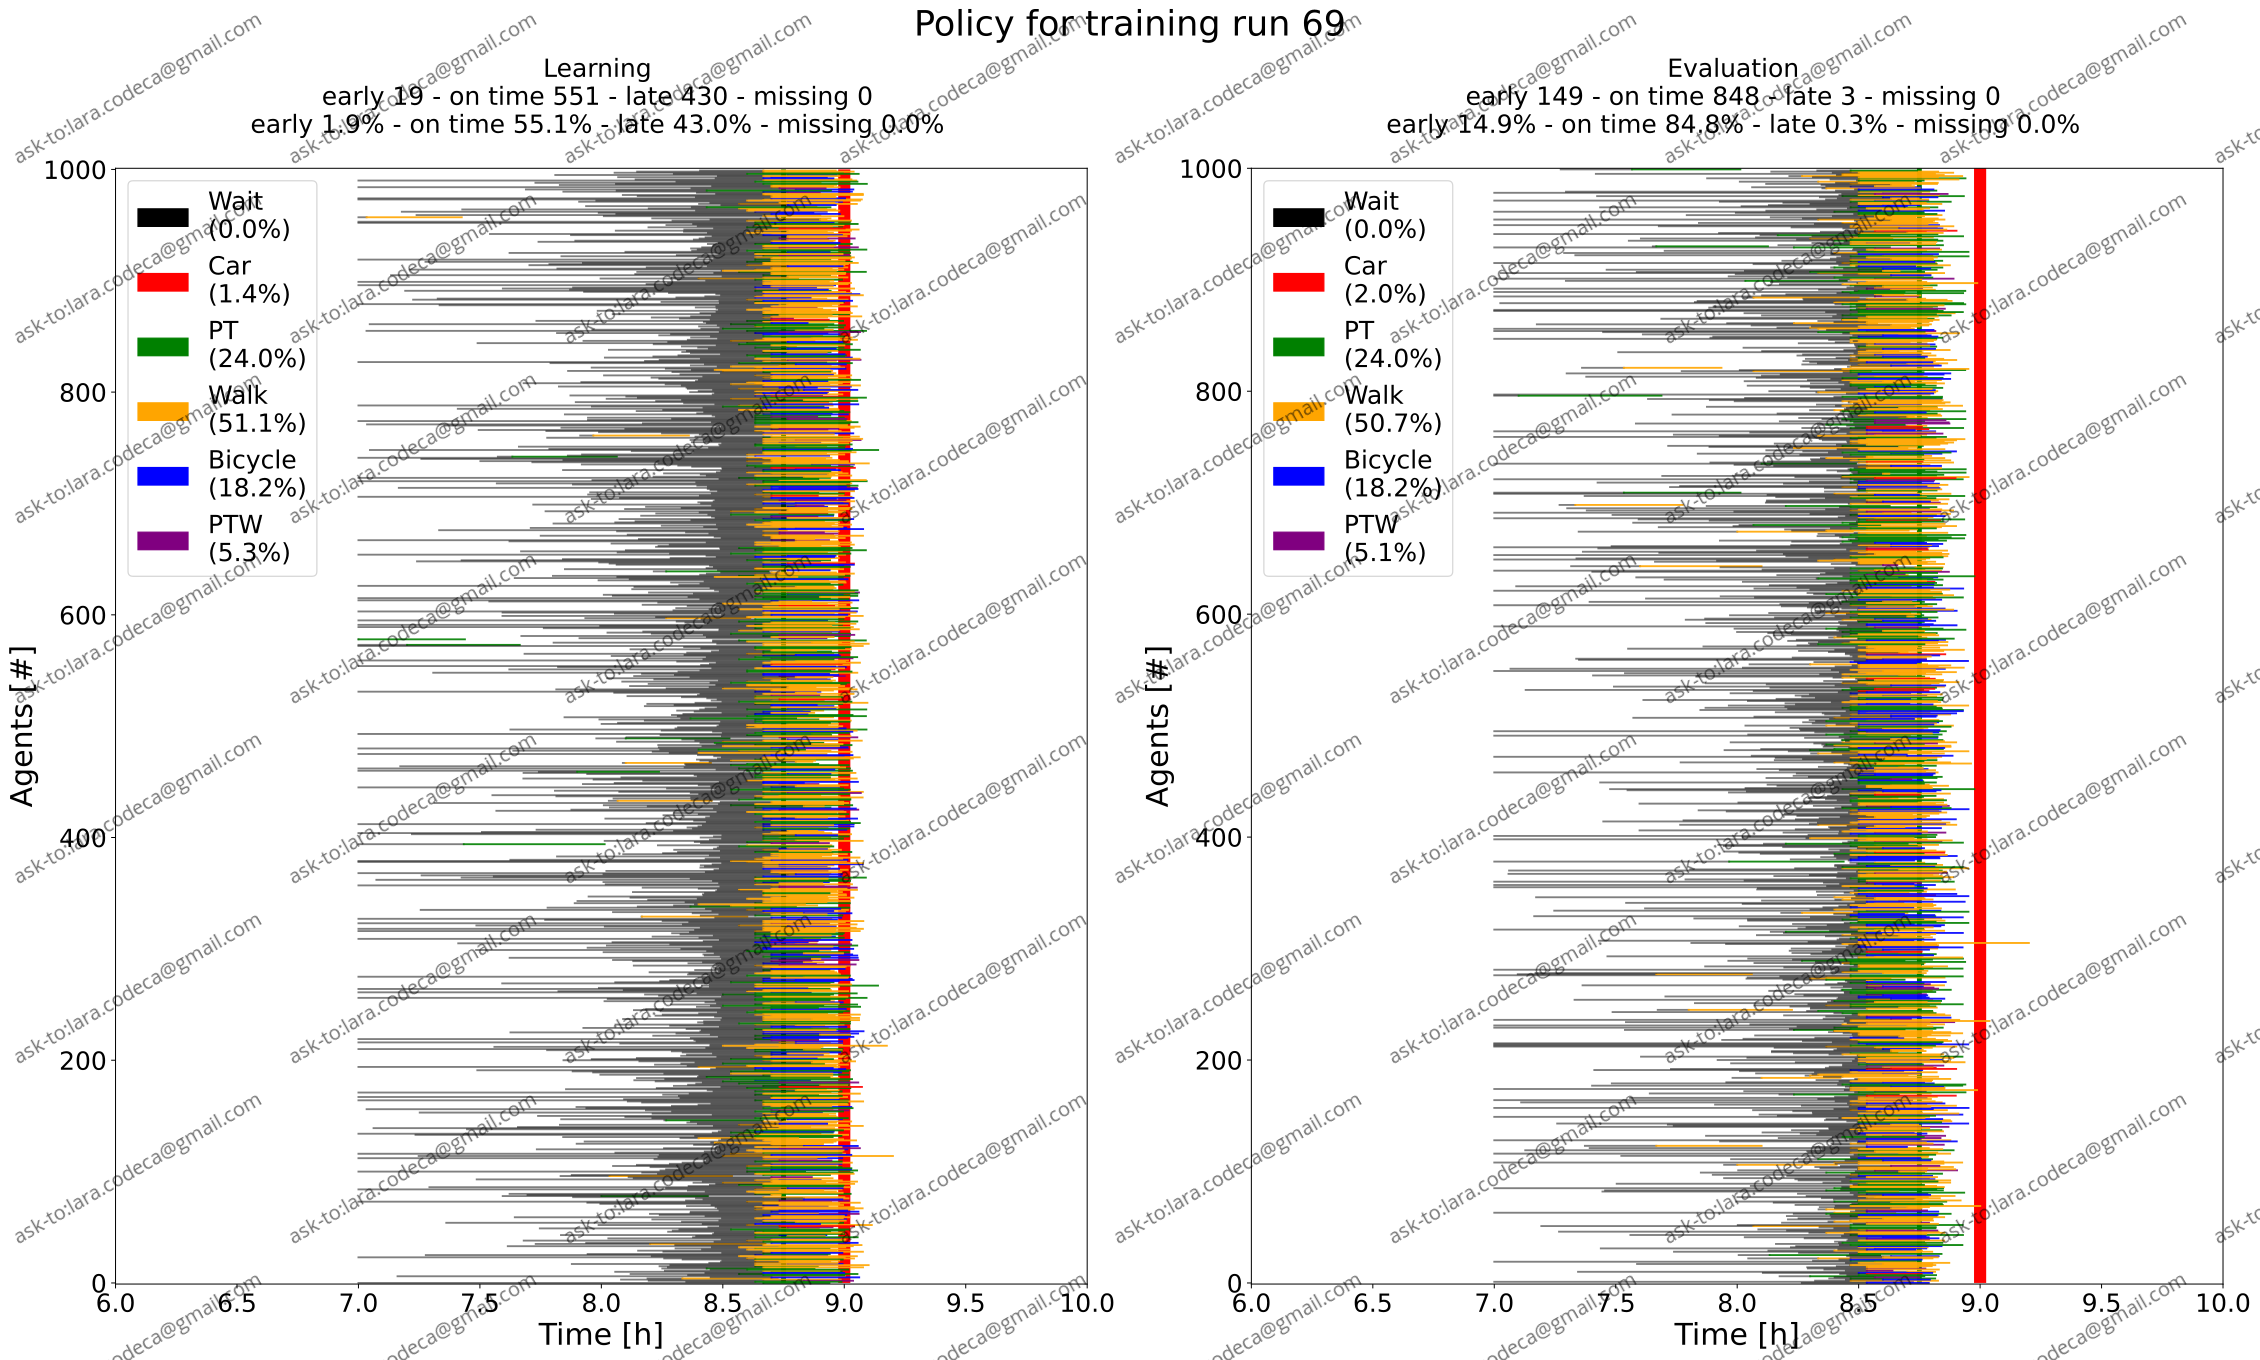 Policy for training run 69
Learning
early 19 - on time 551 - late 430 - missing 0
early 1.9% - on time 55.1% - late 43.0% - missing 0.0%
1000
800
600
400
200
0
Agents [#]
Wait
(0.0%)
Car
(1.4%)
PT
(24.0%)
Walk
(51.1%)
Bicycle
(18.2%)
PTW
(5.3%)
6.0 6.5 7.0 7.5 8.0 8.5 9.0 9.5 10.0
Time [h]
Evaluation
early 149 - on time 848 - late 3 - missing 0
early 14.9% - on time 84.8% - late 0.3% - missing 0.0%
1000
800
600
400
200
0
Agents [#]
Wait
(0.0%)
Car
(2.0%)
PT
(24.0%)
Walk
(50.7%)
Bicycle
(18.2%)
PTW
(5.1%)
6.0 6.5 7.0 7.5 8.0 8.5 9.0 9.5 10.0
Time [h]
ask-to:lara.codeca@gmail.com